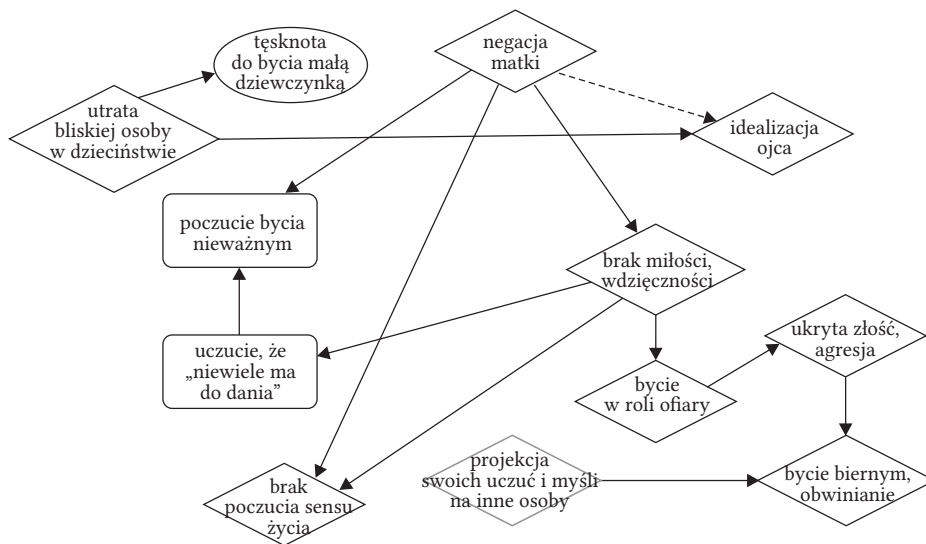 tęsknota
do bycia małą
dziewczynką
negacja
matki
utrata
bliskiej osoby
w dzieciństwie
idealizacja
ojca
poczucie bycia
nieważnym
brak miłości,
wdzięczności
ukryta złość,
agresja
uczucie, że
„niewiele ma
do dania”
bycie
w roli ofiary
projekcja
swoich uczuć i myśli
na inne osoby
bycie biernym,
obwinianie
brak
poczucia sensu
życia